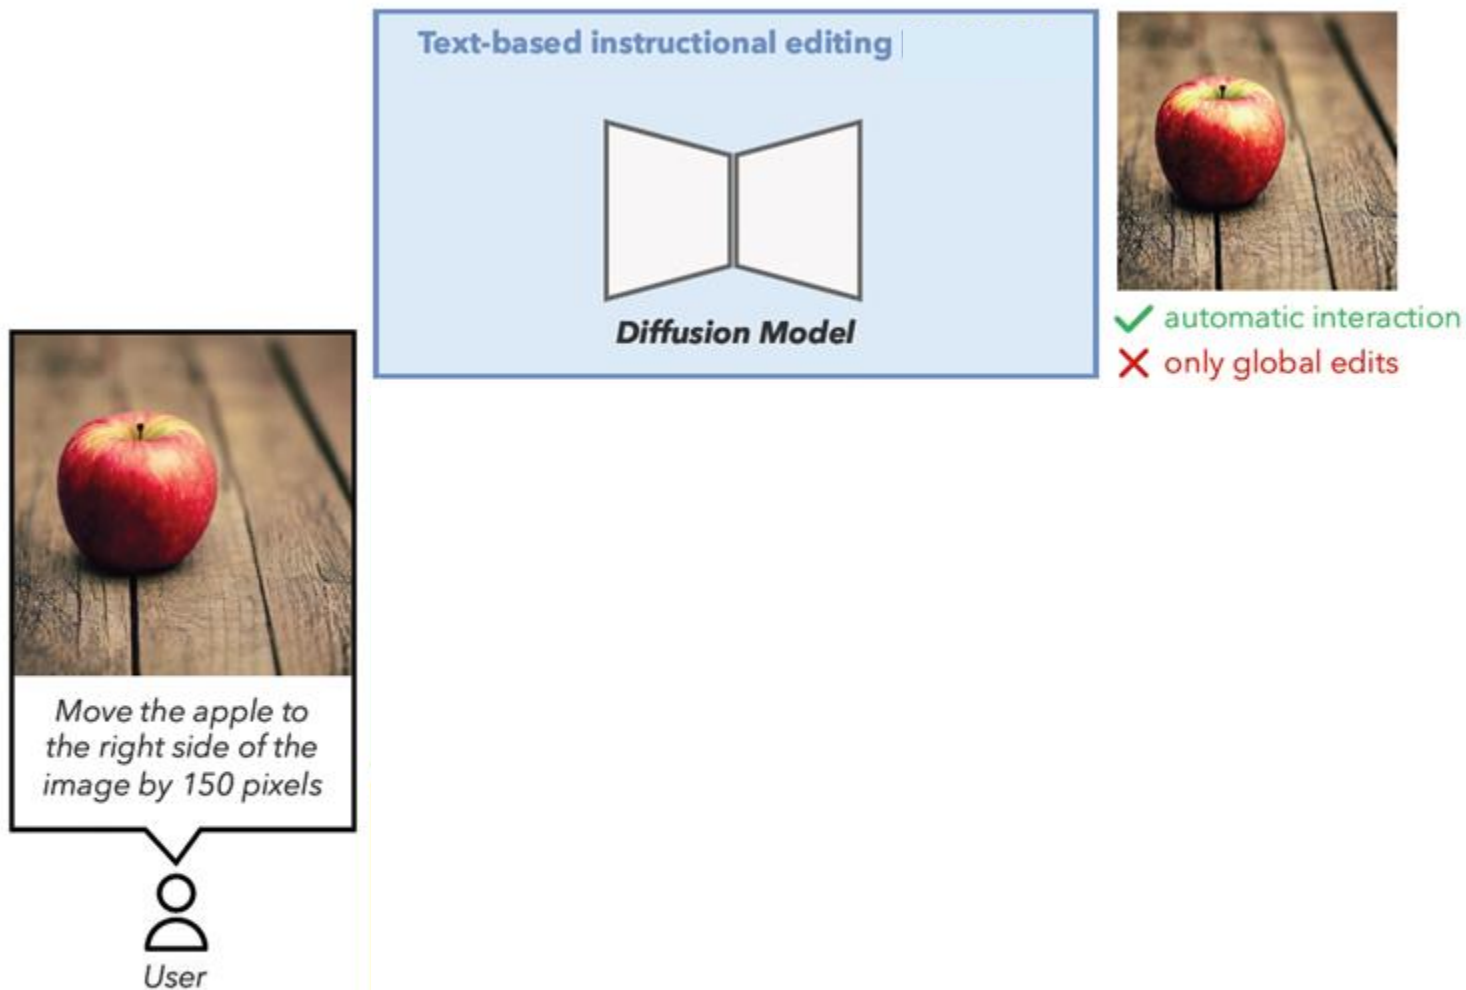 Text-based instructional editing
Diffusion Model
automatic interaction
only global edits
Move the apple to
the right side of the
image by 150 pixels
User